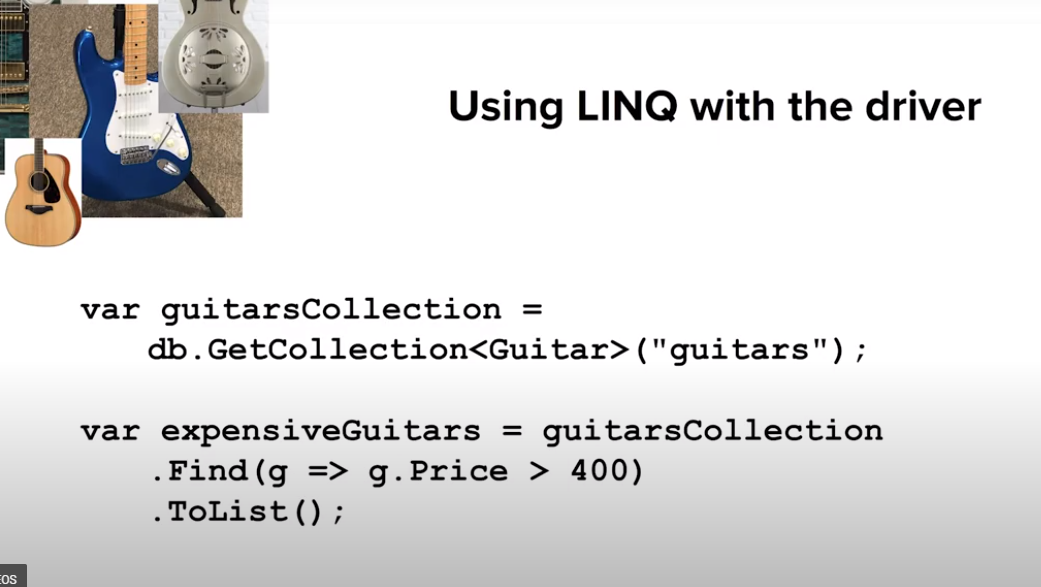 Using LINQ with the driver
var guitarsCollection =
db.GetCollection<Guitar>("guitars");
var expensiveGuitars = guitarsCollection
.Find(g => g.Price > 400)
.ToList();